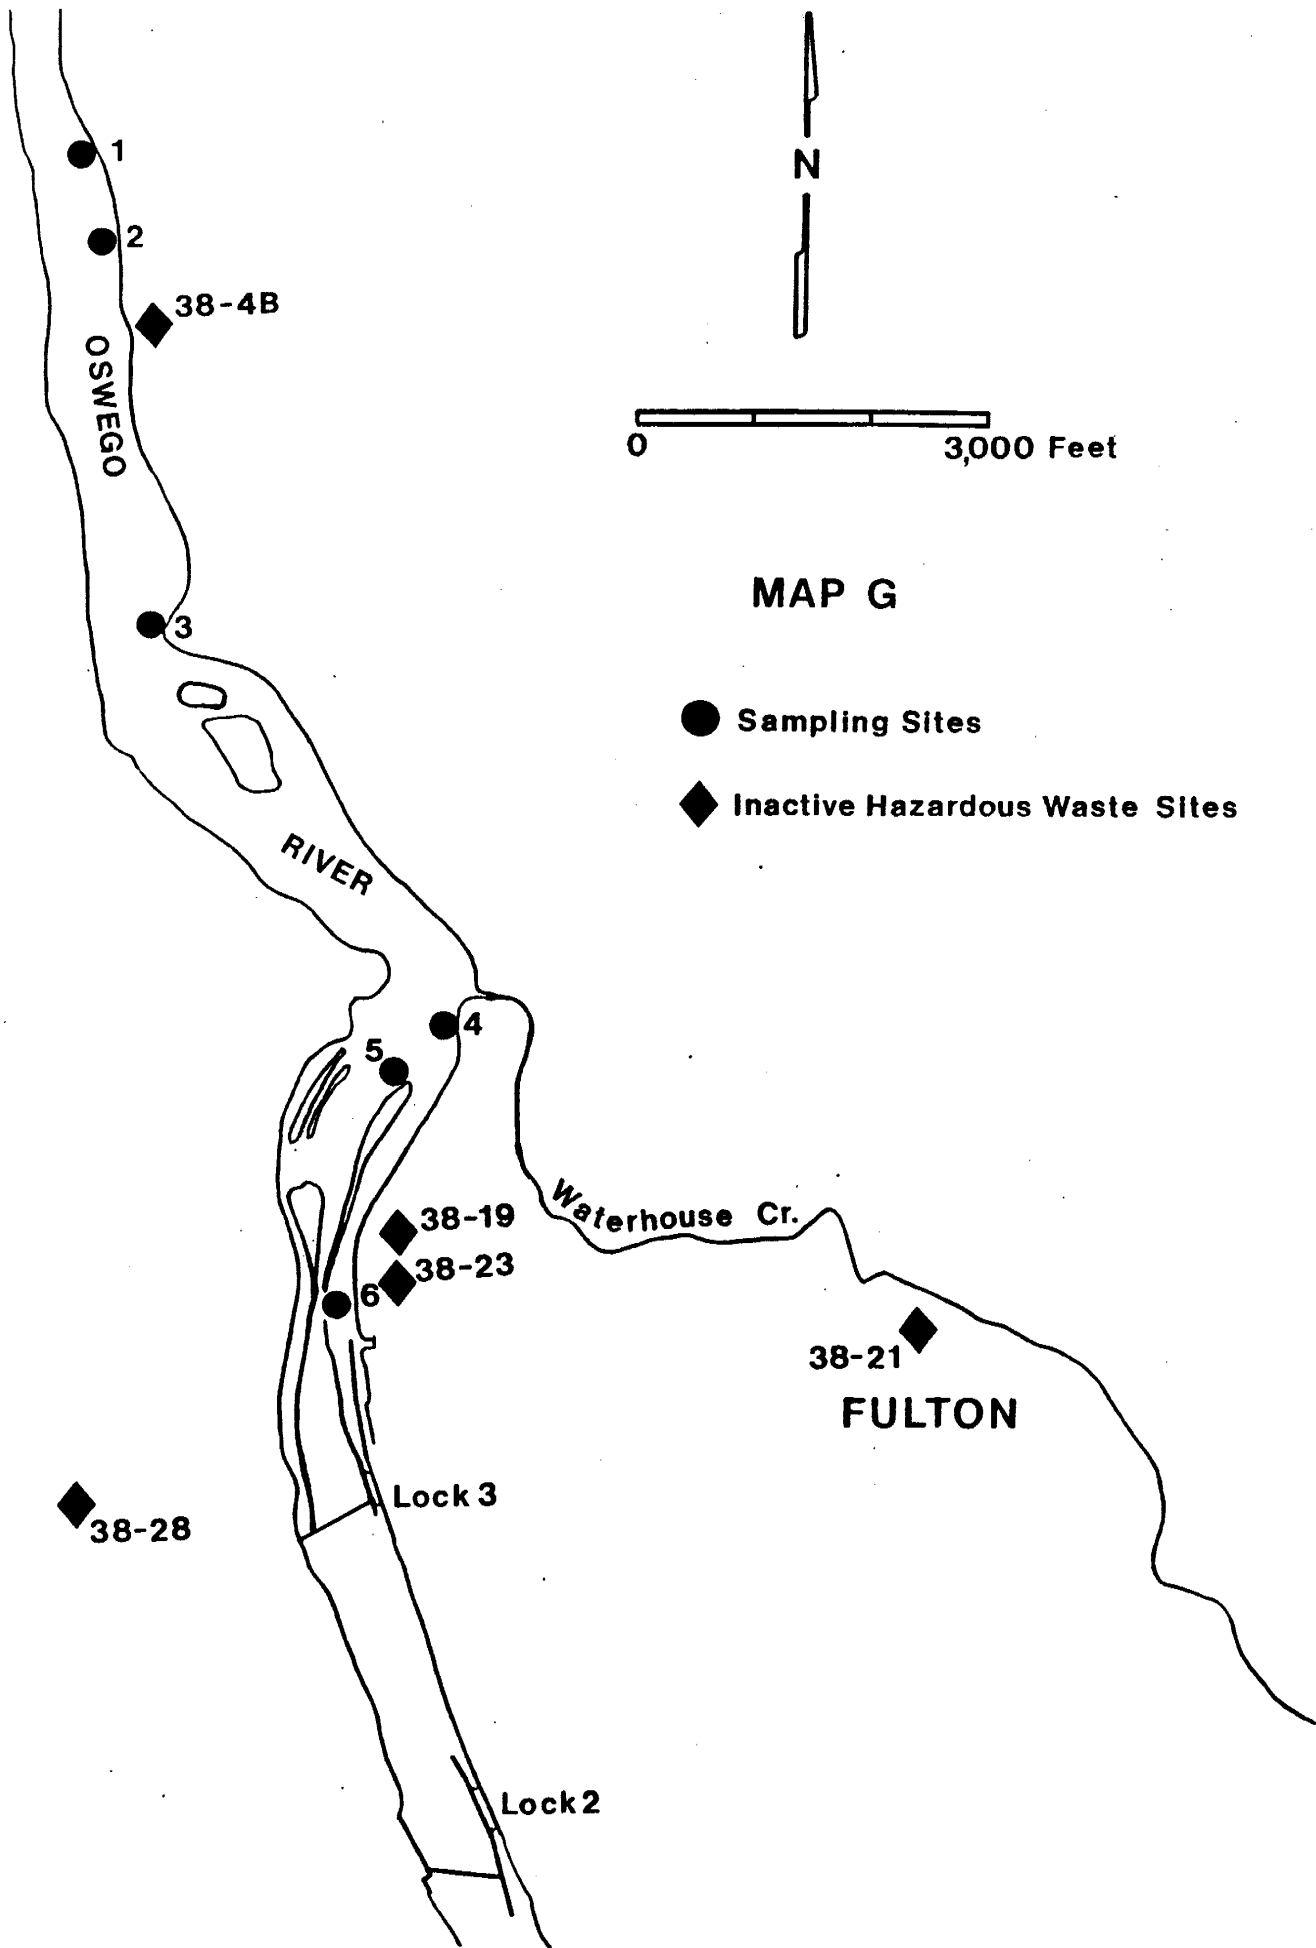 1
N
2
38-4B
OSWEGO
0
3,000 Feet
MAP G
3
Sampling Sites
Inactive Hazardous Waste Sites
RIVER
4
5
Waterhouse Cr.
38-19
38-23
6
38-21
FULTON
Lock 3
38-28
Lock 2